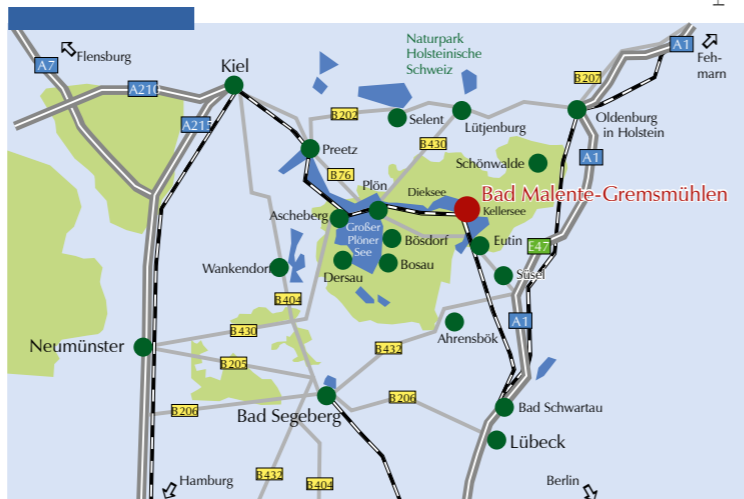 A7
Flensburg
Kiel
A210
A215
Naturpark
Holsteinische
Schweiz
A1
Feh-
marn
B207
B202
Selent
Lütjenburg
Oldenburg
in Holstein
B430
Preetz
Schönwalde
A1
B76
Plön
Dieksee
Bad Malente-Gremsmühlen
Kellersee
Ascheberg
Großer
Plöner
See
Bösdorf
Eutin
E47
Wankendorf
Dersau
Bosau
Süsel
B404
A1
Neumünster
B430
Ahrensbök
B432
B205
B206
B206
Bad Segeberg
Bad Schwartau
Lübeck
Hamburg
B432
B404
Berlin